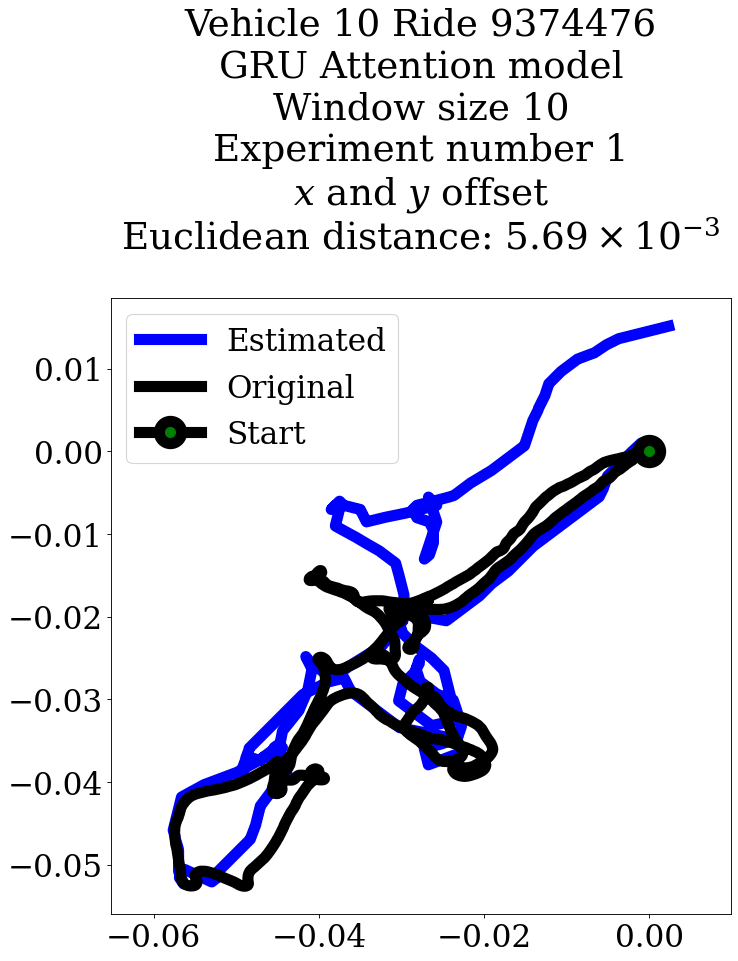 Vehicle 10 Ride 9374476
GRU Attention model
Window size 10
Experiment number 1
x and y offset
Euclidean distance: 5.69 × 10⁻³
Estimated
Original
Start
0.01
0.00
−0.01
−0.02
−0.03
−0.04
−0.05
−0.06 −0.04 −0.02 0.00